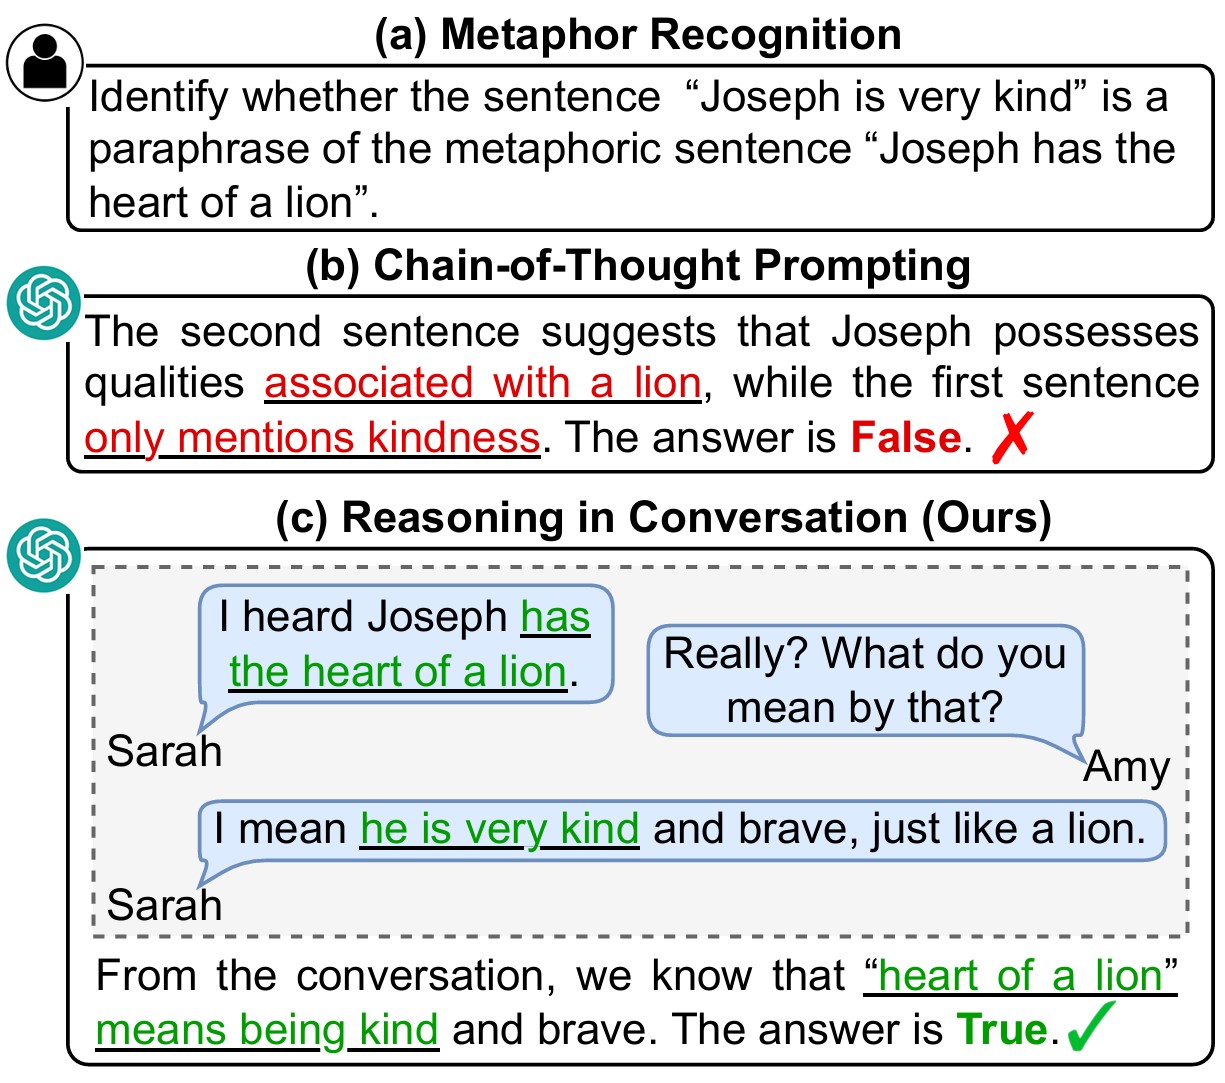 (a) Metaphor Recognition
Identify whether the sentence “Joseph is very kind” is a
paraphrase of the metaphoric sentence “Joseph has the
heart of a lion”.
(b) Chain-of-Thought Prompting
The second sentence suggests that Joseph possesses
qualities associated with a lion, while the first sentence
only mentions kindness. The answer is False. ✗
(c) Reasoning in Conversation (Ours)
I heard Joseph has
the heart of a lion.
Sarah
Really? What do you
mean by that?
Amy
I mean he is very kind and brave, just like a lion.
Sarah
From the conversation, we know that “heart of a lion”
means being kind and brave. The answer is True. ✓